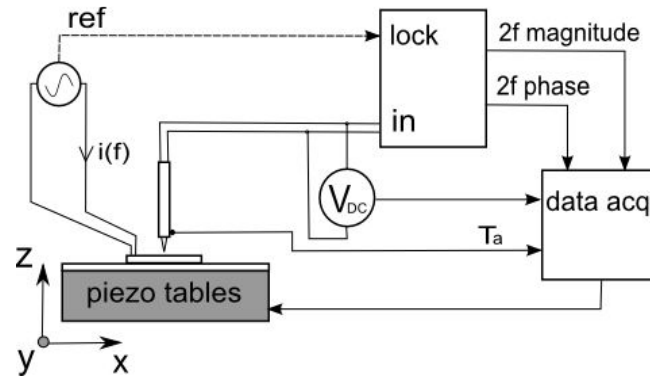 ref
lock
2f magnitude
2f phase
i(f)
in
V_DC
data acq
T_a
z
piezo tables
y
x